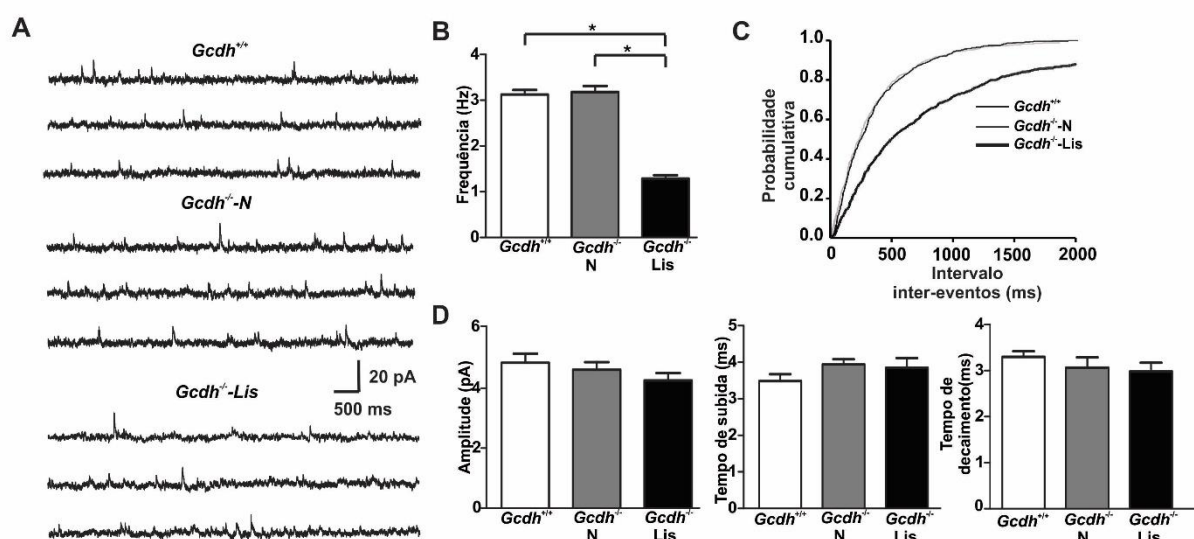 A
Gcdh+/+
Gcdh-/--N
20 pA
500 ms
Gcdh-/--Lis
B
*
*
Frequência (Hz)
4
3
2
1
0
Gcdh+/+
Gcdh-/-
N
Gcdh-/-
Lis
C
Probabilidade
cumulativa
1.0
0.8
0.6
0.4
0.2
0.0
0
500
1000
1500
2000
Intervalo
inter-eventos (ms)
Gcdh+/+
Gcdh-/--N
Gcdh-/--Lis
D
Amplitude (pA)
6
4
2
0
Gcdh+/+
Gcdh-/-
N
Gcdh-/-
Lis
Tempo de subida (ms)
5
4
3
2
1
0
Gcdh+/+
Gcdh-/-
N
Gcdh-/-
Lis
Tempo de
decaimento(ms)
4
3
2
1
0
Gcdh+/+
Gcdh-/-
N
Gcdh-/-
Lis